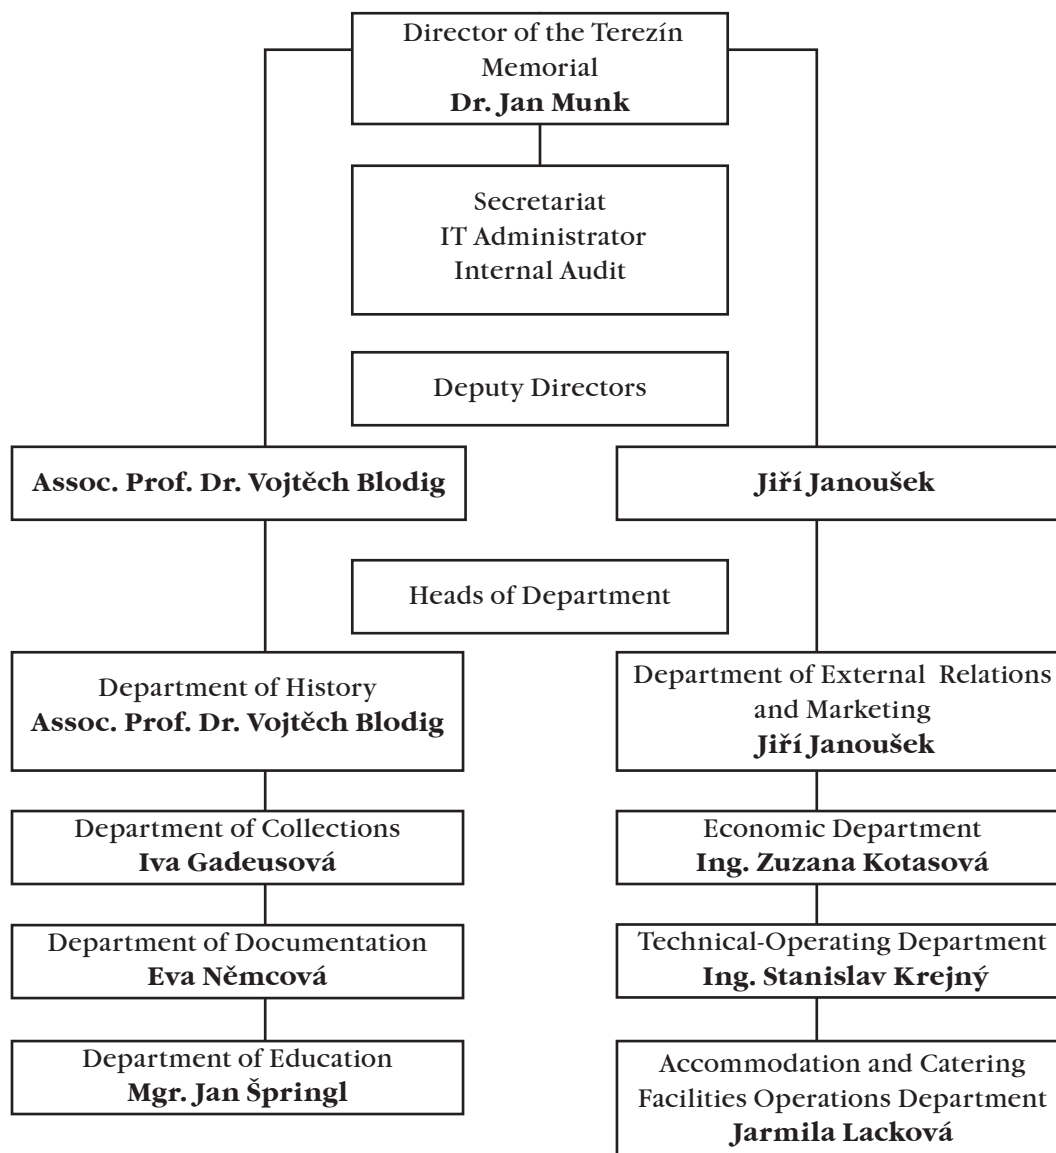 Director of the Terezín
Memorial
Dr. Jan Munk
Secretariat
IT Administrator
Internal Audit
Deputy Directors
Assoc. Prof. Dr. Vojtěch Blodig
Jiří Janoušek
Heads of Department
Department of History
Assoc. Prof. Dr. Vojtěch Blodig
Department of External Relations
and Marketing
Jiří Janoušek
Department of Collections
Iva Gadeusová
Economic Department
Ing. Zuzana Kotasová
Department of Documentation
Eva Němcová
Technical-Operating Department
Ing. Stanislav Krejný
Department of Education
Mgr. Jan Špringl
Accommodation and Catering
Facilities Operations Department
Jarmila Lacková